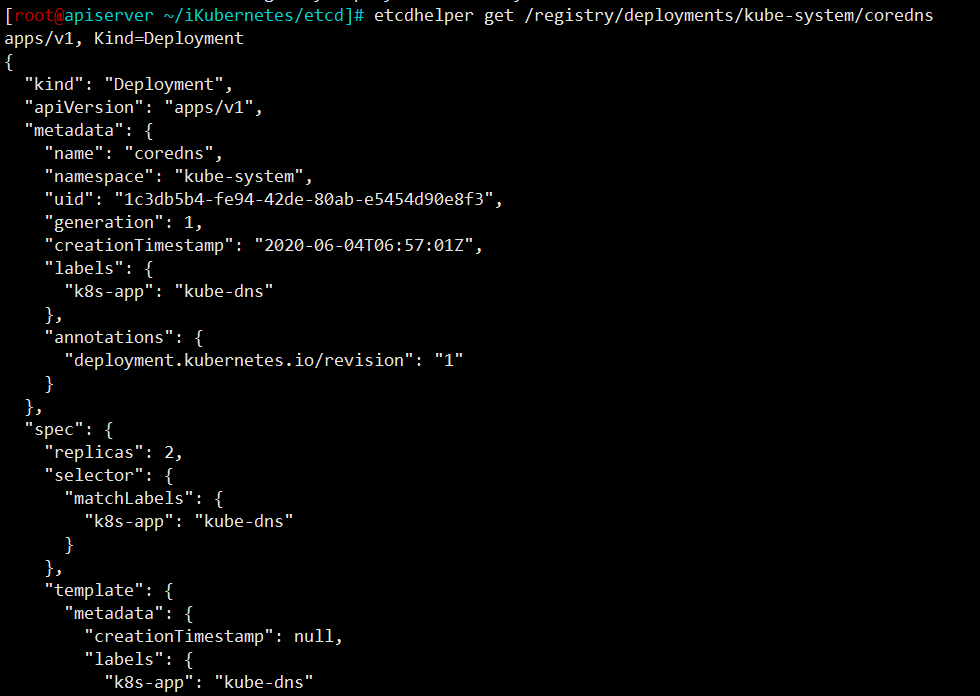 [root@apiserver ~/iKubernetes/etcd]# etcdhelper get /registry/deployments/kube-system/coredns
apps/v1, Kind=Deployment
{
  "kind": "Deployment",
  "apiVersion": "apps/v1",
  "metadata": {
    "name": "coredns",
    "namespace": "kube-system",
    "uid": "1c3db5b4-fe94-42de-80ab-e5454d90e8f3",
    "generation": 1,
    "creationTimestamp": "2020-06-04T06:57:01Z",
    "labels": {
      "k8s-app": "kube-dns"
    },
    "annotations": {
      "deployment.kubernetes.io/revision": "1"
    }
  },
  "spec": {
    "replicas": 2,
    "selector": {
      "matchLabels": {
        "k8s-app": "kube-dns"
      }
    },
    "template": {
      "metadata": {
        "creationTimestamp": null,
        "labels": {
          "k8s-app": "kube-dns"